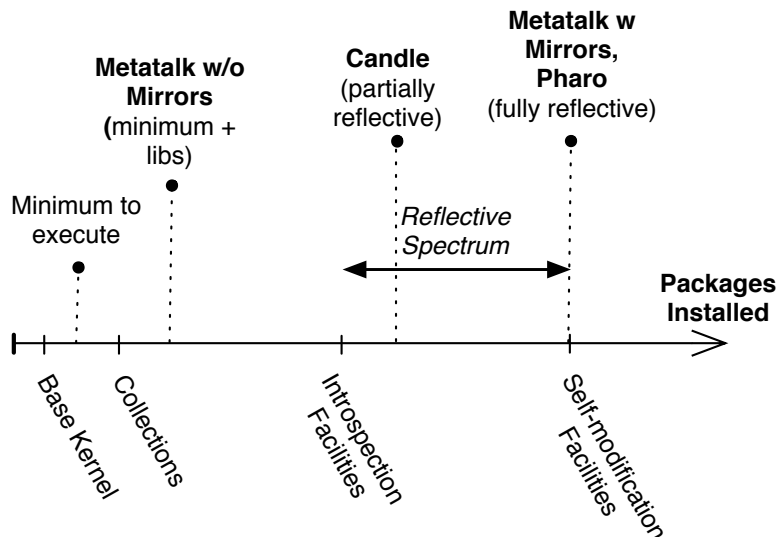 Metatalk w/o
Mirrors
(minimum +
libs)
Candle
(partially
reflective)
Metatalk w
Mirrors,
Pharo
(fully reflective)
Minimum to
execute
Reflective
Spectrum
Packages
Installed
Base Kernel
Collections
Introspection
Facilities
Self-modification
Facilities